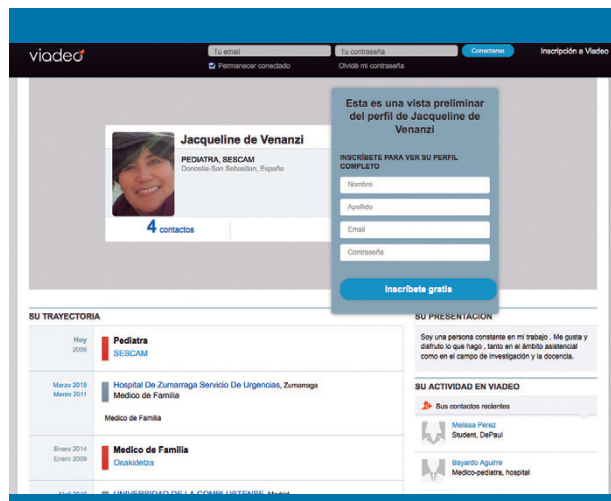 viadeo
Tu email
Tu contraseña
Conectarse
Inscripción a Viadeo
Permanecer conectado
Olvidé mi contraseña
Esta es una vista preliminar
del perfil de Jacqueline de
Venanzi
INSCRÍBETE PARA VER SU PERFIL
COMPLETO
Nombre
Apellido
Email
Contraseña
Inscríbete gratis
Jacqueline de Venanzi
PEDIATRA, SESCAM
Donostia-San Sebastian, España
4 contactos
SU TRAYECTORIA
Hoy
2009
Pediatra
SESCAM
Marzo 2015
Marzo 2011
Hospital De Zumarraga Servicio De Urgencias, Zumarraga
Medico de Familia
Medico de Familia
Enero 2014
Enero 2009
Medico de Familia
Osakidetza
Abril 2010
UNIVERSIDAD DE LA COMPLUSTENSE, Madrid
SU PRESENTACIÓN
Soy una persona constante en mi trabajo . Me gusta y
disfruto lo que hago , tanto en el ámbito asistencial
como en el campo de investigación y la docencia.
SU ACTIVIDAD EN VIADEO
Sus contactos recientes
Melissa Perez
Student, DePaul
Bayardo Aguirre
Medico-pediatra, hospital